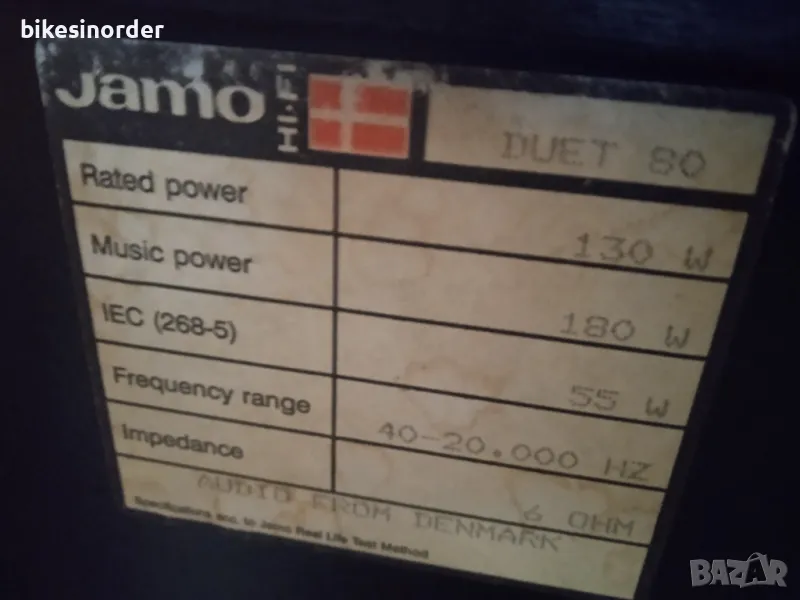 bikesinorder
Jamo HI-FI DUET 80
Rated power 130 W
Music power 180 W
IEC (268-5) 55 W
Frequency range 40-20.000 HZ
Impedance 6 OHM
AUDIO FROM DENMARK
Specifications acc. to Jamo Real Life Test Method
BAZAR